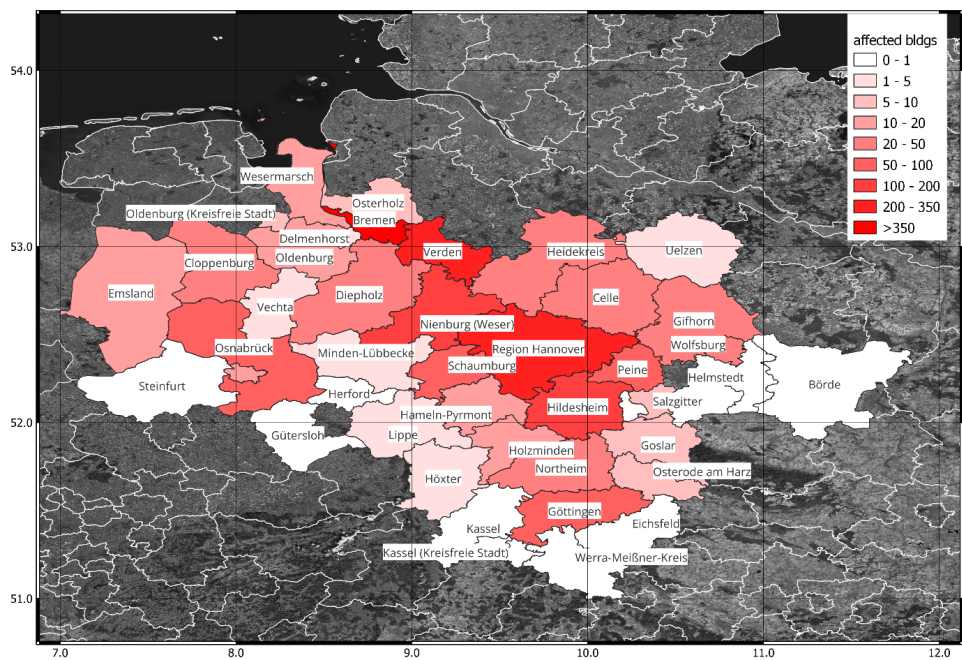 affected bldgs
0 - 1
1 - 5
5 - 10
10 - 20
20 - 50
50 - 100
100 - 200
200 - 350
>350
54.0
53.0
52.0
51.0
Wesermarsch
Osterholz
Oldenburg (Kreisfreie Stadt)
Bremen
Delmenhorst
Verden
Heidekreis
Uelzen
Oldenburg
Cloppenburg
Emsland
Vechta
Diepholz
Celle
Nienburg (Weser)
Gifhorn
Osnabrück
Minden-Lübbecke
Region Hannover
Wolfsburg
Schaumburg
Peine
Helmstedt
Steinfurt
Börde
Herford
Hildesheim
Salzgitter
Hameln-Pyrmont
Gütersloh
Lippe
Goslar
Holzminden
Northeim
Osterode am Harz
Höxter
Göttingen
Kassel
Eichsfeld
Kassel (Kreisfreie Stadt)
Werra-Meißner-Kreis
7.0
8.0
9.0
10.0
11.0
12.0